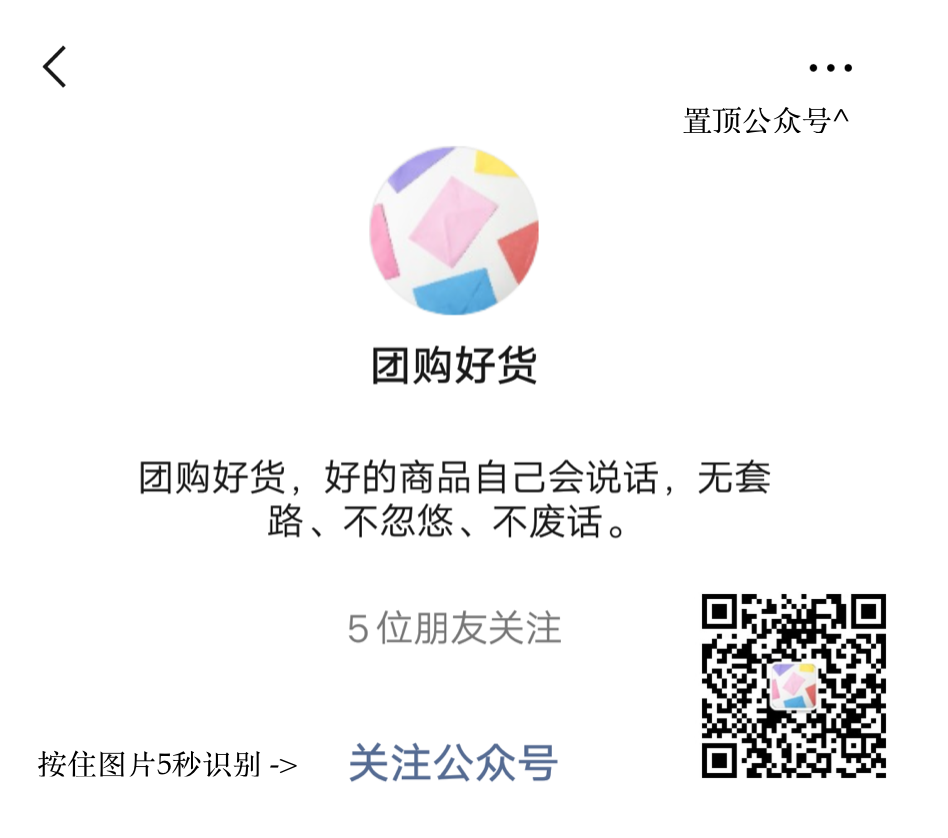 置顶公众号^
团购好货
团购好货，好的商品自己会说话，无套
路、不忽悠、不废话。
5位朋友关注
按住图片5秒识别 ->
关注公众号